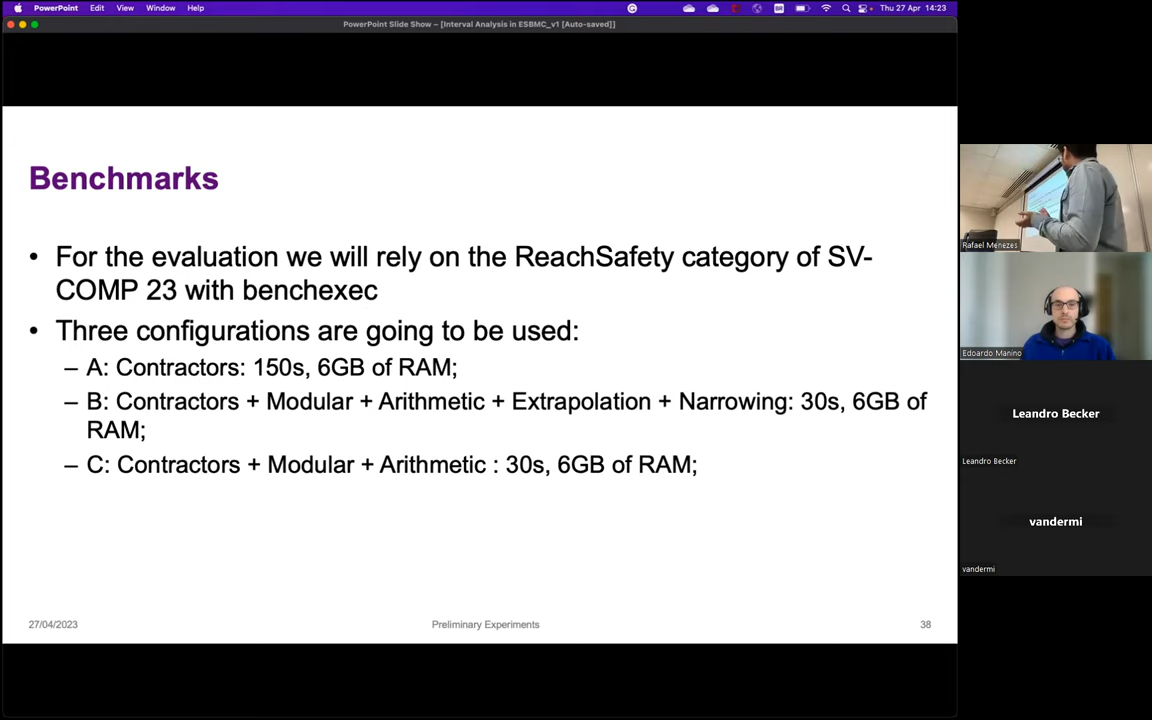 PowerPoint Edit View Window Help Thu 27 Apr 14:23
PowerPoint Slide Show – [Interval Analysis in ESBMC_v1 [Auto-saved]]
Benchmarks
• For the evaluation we will rely on the ReachSafety category of SV-
COMP 23 with benchexec
• Three configurations are going to be used:
– A: Contractors: 150s, 6GB of RAM;
– B: Contractors + Modular + Arithmetic + Extrapolation + Narrowing: 30s, 6GB of
RAM;
– C: Contractors + Modular + Arithmetic : 30s, 6GB of RAM;
27/04/2023 Preliminary Experiments 38
Rafael Menezes
Edoardo Manino
Leandro Becker
Leandro Becker
vandermi
vandermi